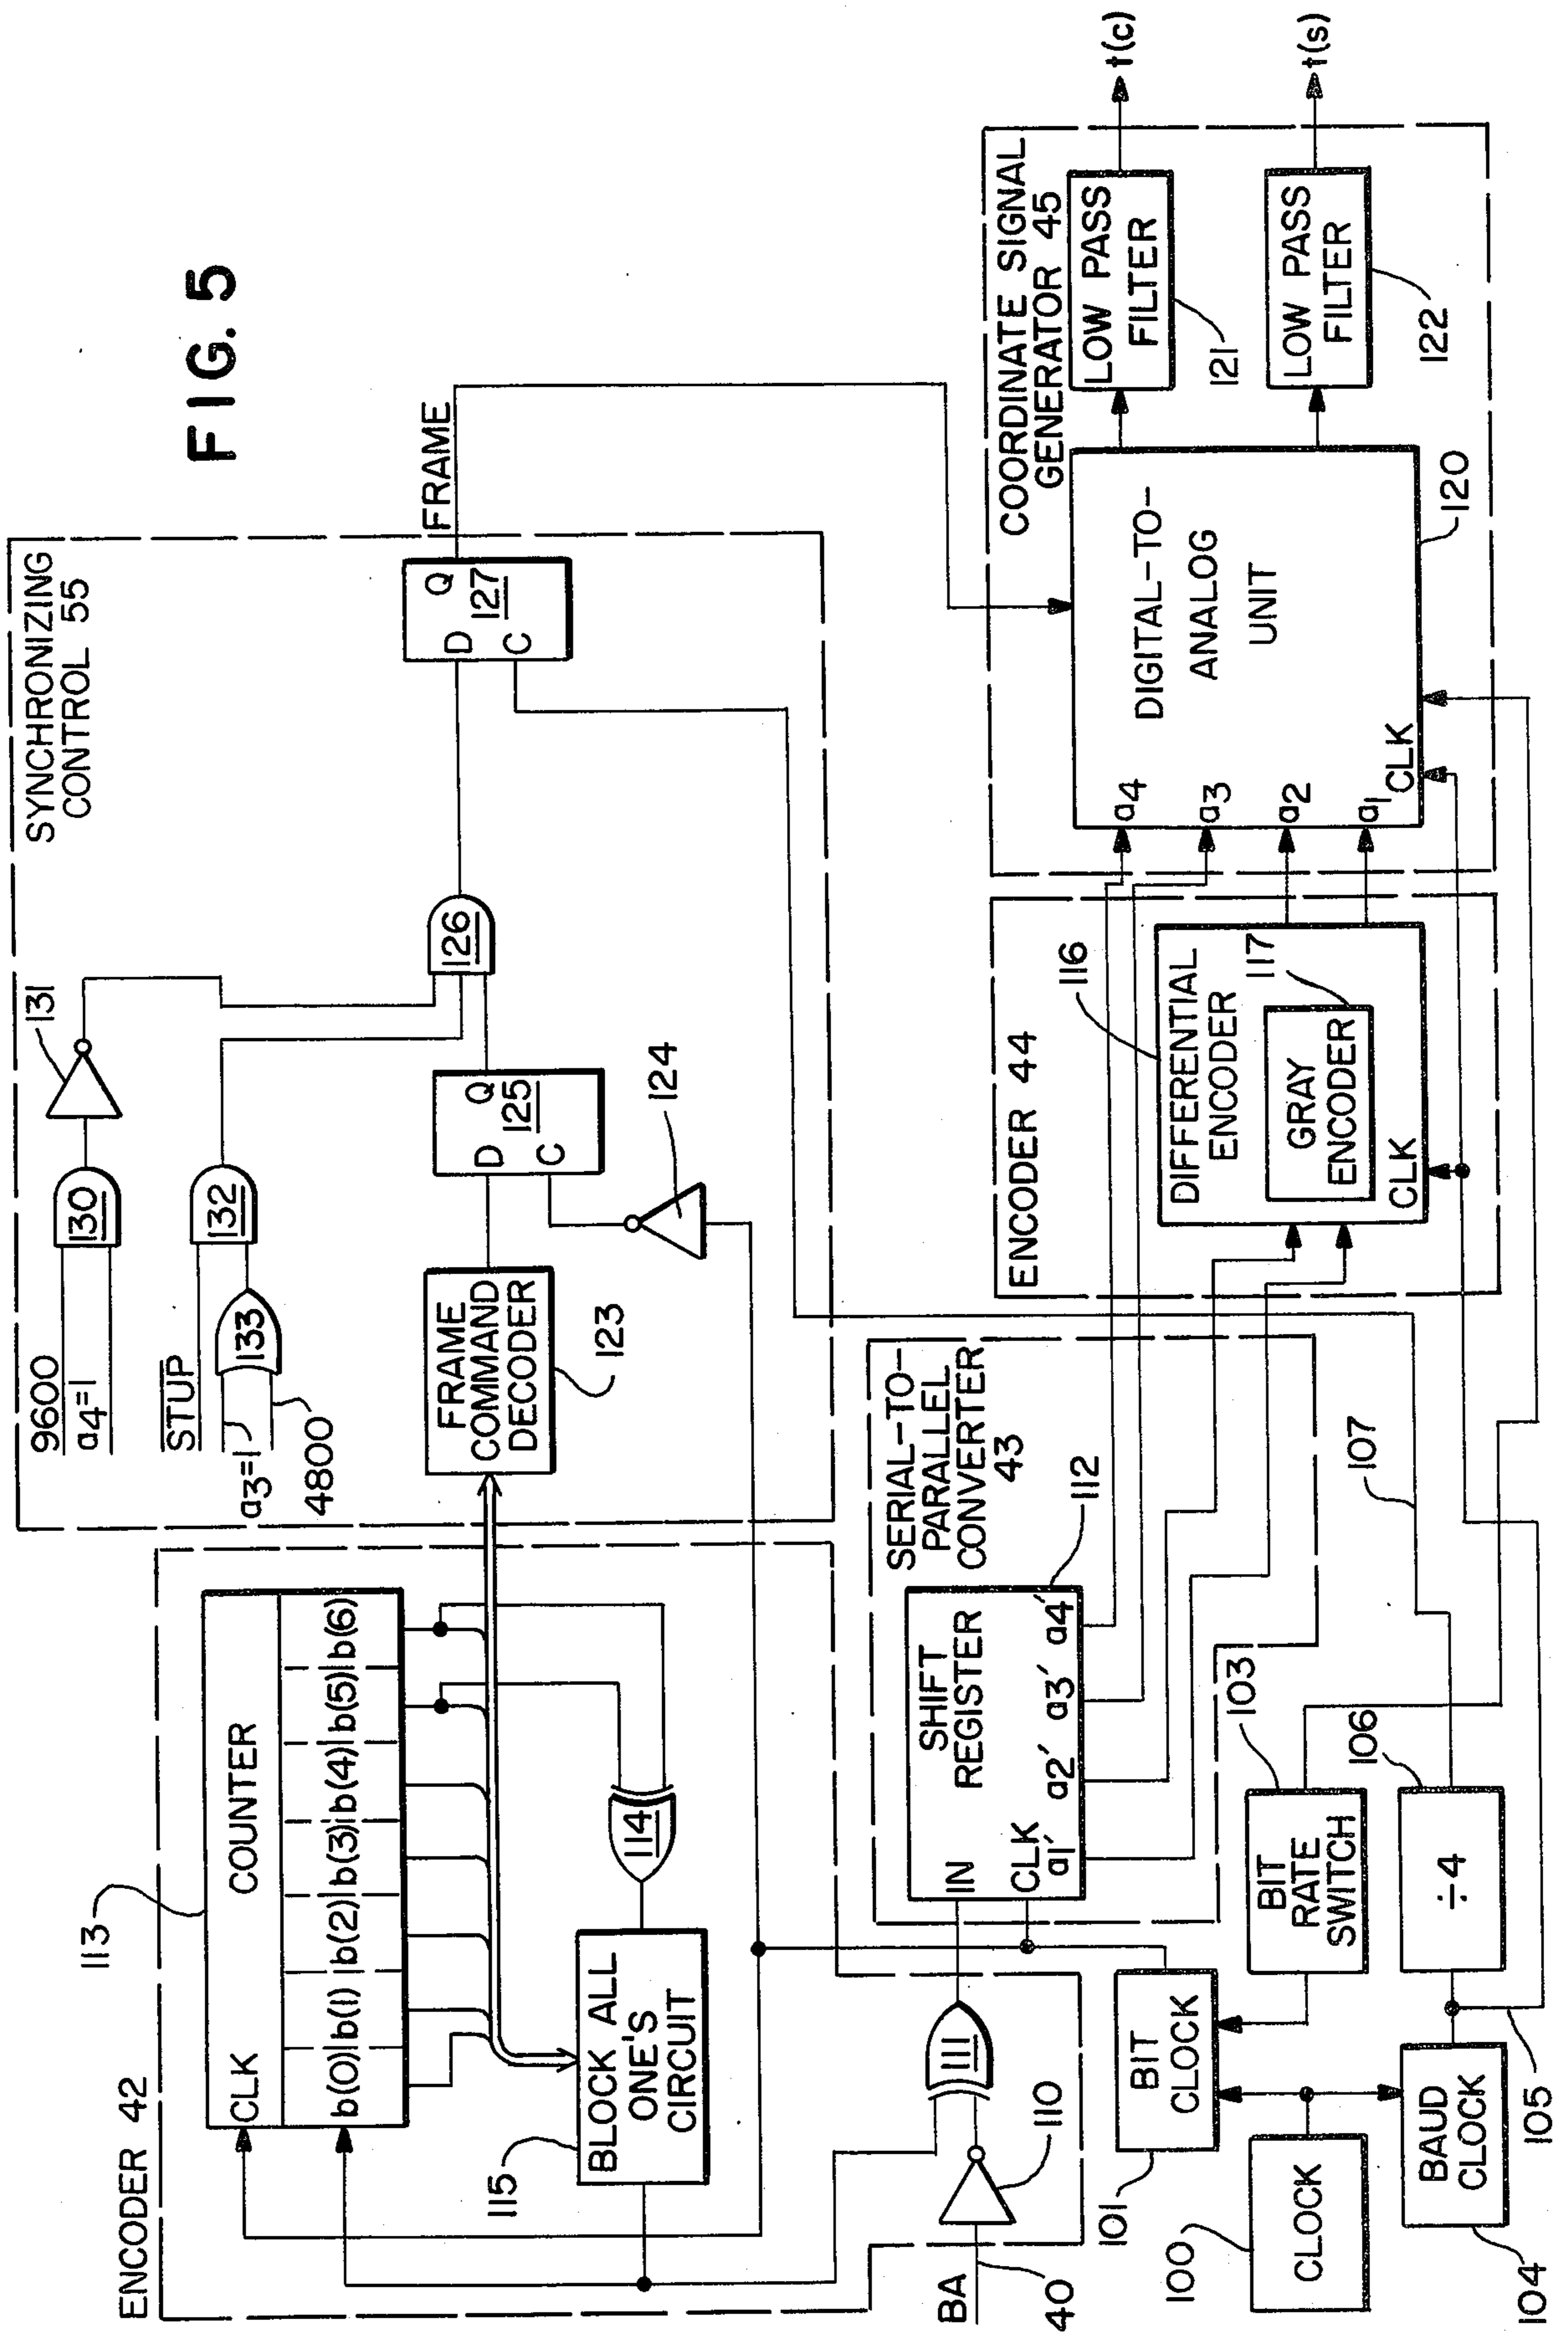 FIG. 5
ENCODER 42
113
COUNTER
CLK
b(0) b(1) b(2) b(3) b(4) b(5) b(6)
115
BLOCK ALL
ONE'S
CIRCUIT
114
BA
40
110
111
SYNCHRONIZING
CONTROL 55
9600
a4=1
130
131
STUP
132
a3=1
133
4800
FRAME
COMMAND
DECODER
123
124
D
Q
125
C
126
D
Q
127
C
FRAME
SERIAL-TO-
PARALLEL
CONVERTER
43
SHIFT
REGISTER
112
IN
CLK
a1' a2' a3' a4'
ENCODER 44
116
DIFFERENTIAL
ENCODER
117
GRAY
ENCODER
CLK
COORDINATE SIGNAL
GENERATOR 45
a4
a3
a2
a1
CLK
DIGITAL-TO-
ANALOG
UNIT
120
LOW PASS
FILTER
121
LOW PASS
FILTER
122
t(c)
t(s)
100
CLOCK
101
BIT
CLOCK
BIT
RATE
SWITCH
103
104
BAUD
CLOCK
105
÷4
106
107